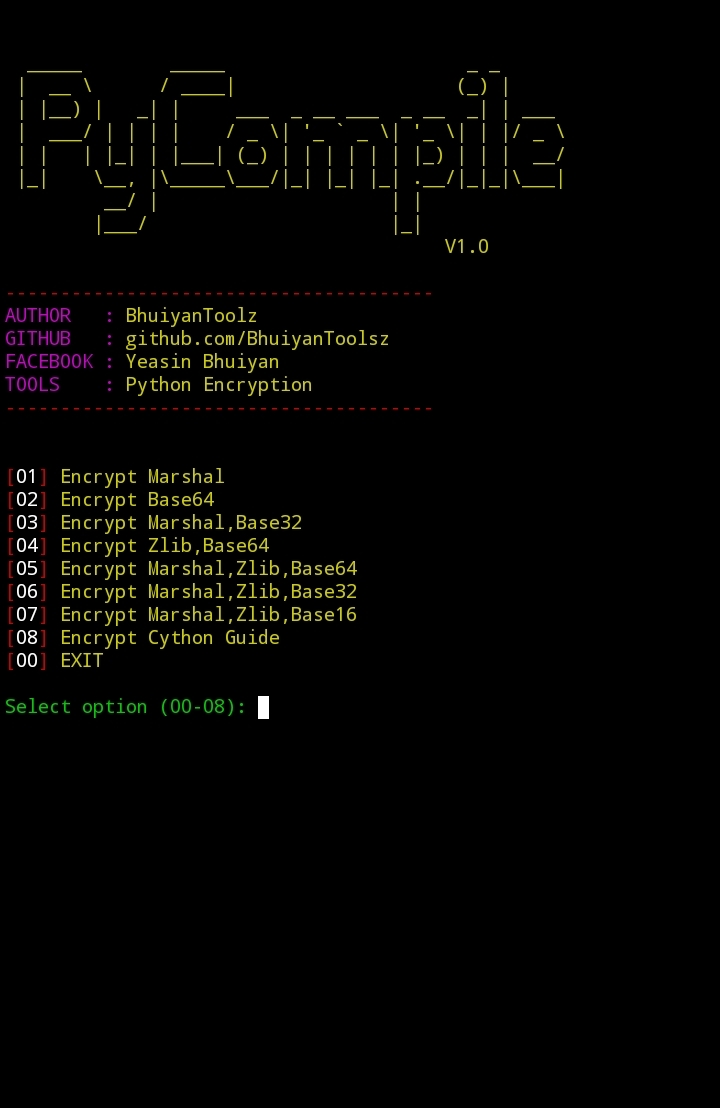 PyCompile
V1.0
---------------------------------------
AUTHOR   : BhuiyanToolz
GITHUB   : github.com/BhuiyanToolsz
FACEBOOK : Yeasin Bhuiyan
TOOLS    : Python Encryption
---------------------------------------
[01] Encrypt Marshal
[02] Encrypt Base64
[03] Encrypt Marshal,Base32
[04] Encrypt Zlib,Base64
[05] Encrypt Marshal,Zlib,Base64
[06] Encrypt Marshal,Zlib,Base32
[07] Encrypt Marshal,Zlib,Base16
[08] Encrypt Cython Guide
[00] EXIT
Select option (00-08):